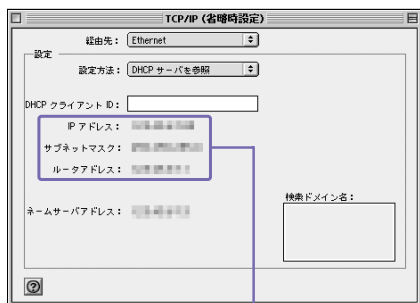 TCP/IP (省略時設定)
経由先： Ethernet
設定
設定方法： DHCP サーバを参照
DHCP クライアント ID：
IP アドレス：
サブネットマスク：
ルータアドレス：
検索ドメイン名：
ネームサーバアドレス：
?